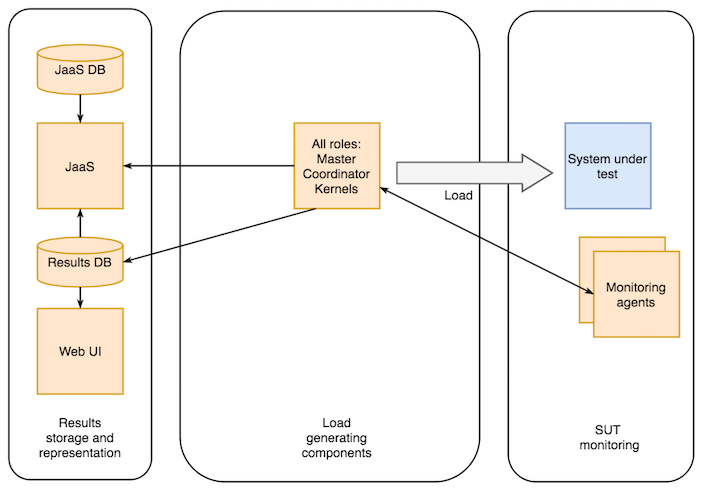 JaaS DB
JaaS
Results DB
Web UI
Results
storage and
representation
All roles:
Master
Coordinator
Kernels
Load
Load
generating
components
System under
test
Monitoring
agents
SUT
monitoring